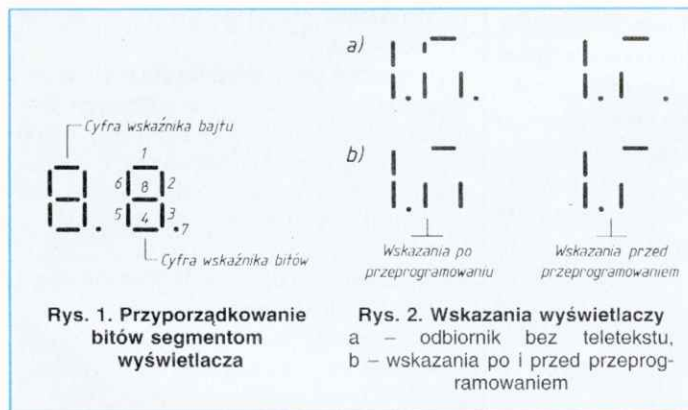 Cyfra wskaźnika bajtu
1
6 8 2
5 4 3
7
Cyfra wskaźnika bitów
Rys. 1. Przyporządkowanie
bitów segmentom
wyświetlacza
a)
b)
Wskazania po
przeprogramowaniu
Wskazania przed
przeprogramowaniem
Rys. 2. Wskazania wyświetlaczy
a – odbiornik bez teletekstu,
b – wskazania po i przed przeprog-
ramowaniem